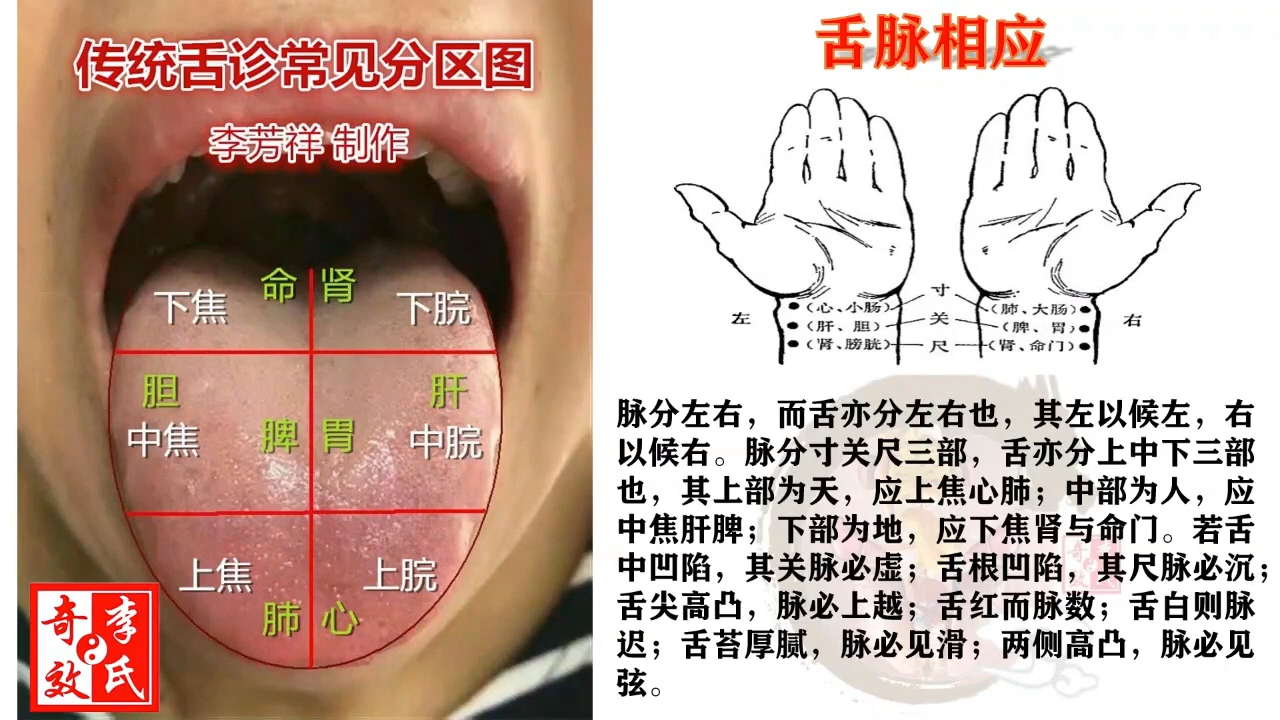 传统舌诊常见分区图
李芳祥 制作
命 肾
下焦 下脘
胆 肝
中焦 脾 胃 中脘
上焦 上脘
肺 心
李氏
奇效
舌脉相应
寸
(心、小肠) (肺、大肠)
左 关 右
(肝、胆) (脾、胃)
(肾、膀胱) 尺 (肾、命门)
脉分左右，而舌亦分左右也，其左以候左，右
以候右。脉分寸关尺三部，舌亦分上中下三部
也，其上部为天，应上焦心肺；中部为人，应
中焦肝脾；下部为地，应下焦肾与命门。若舌
中凹陷，其关脉必虚；舌根凹陷，其尺脉必沉；
舌尖高凸，脉必上越；舌红而脉数；舌白则脉
迟；舌苔厚腻，脉必见滑；两侧高凸，脉必见
弦。